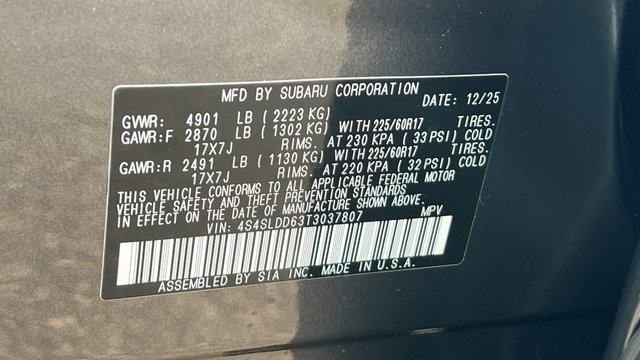 MFD BY SUBARU CORPORATION
DATE: 12/25
GVWR: 4901 LB ( 2223 KG)
GAWR:F 2870 LB ( 1302 KG) WITH 225/60R17 TIRES.
17X7J RIMS. AT 230 KPA ( 33 PSI) COLD
GAWR:R 2491 LB ( 1130 KG) WITH 225/60R17 TIRES.
17X7J RIMS. AT 220 KPA ( 32 PSI) COLD
THIS VEHICLE CONFORMS TO ALL APPLICABLE FEDERAL MOTOR
VEHICLE SAFETY AND THEFT PREVENTION STANDARDS
IN EFFECT ON THE DATE OF MANUFACTURE SHOWN ABOVE.
VIN: 4S4SLDD63T3037807 MPV
ASSEMBLED BY SIA INC. MADE IN U.S.A.